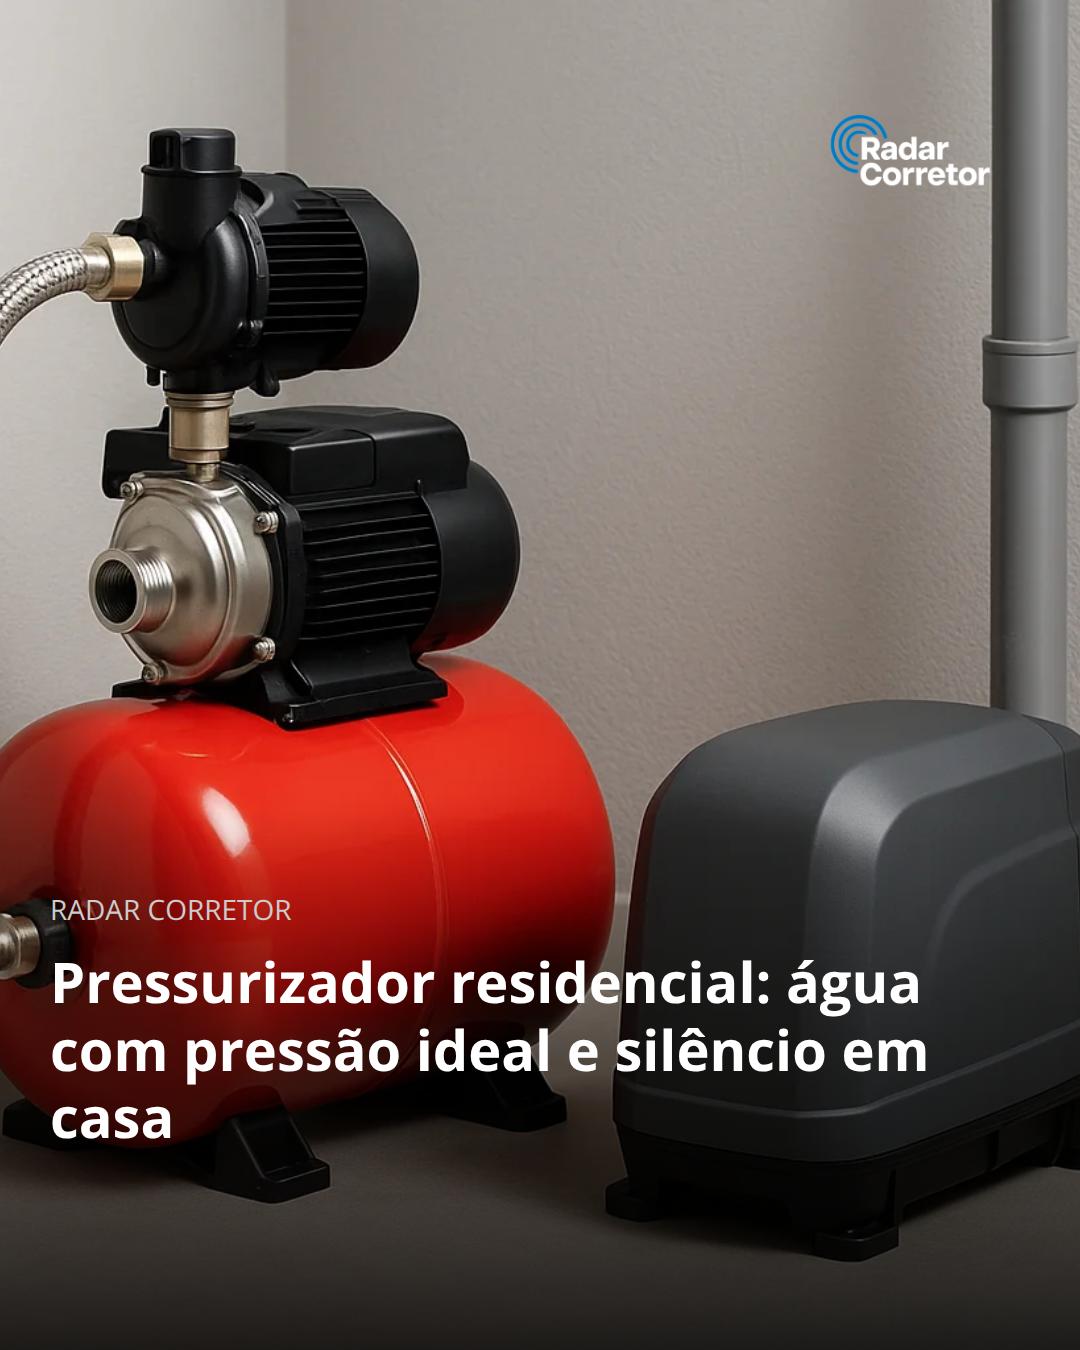 Radar
Corretor
RADAR CORRETOR
Pressurizador residencial: água
com pressão ideal e silêncio em
casa